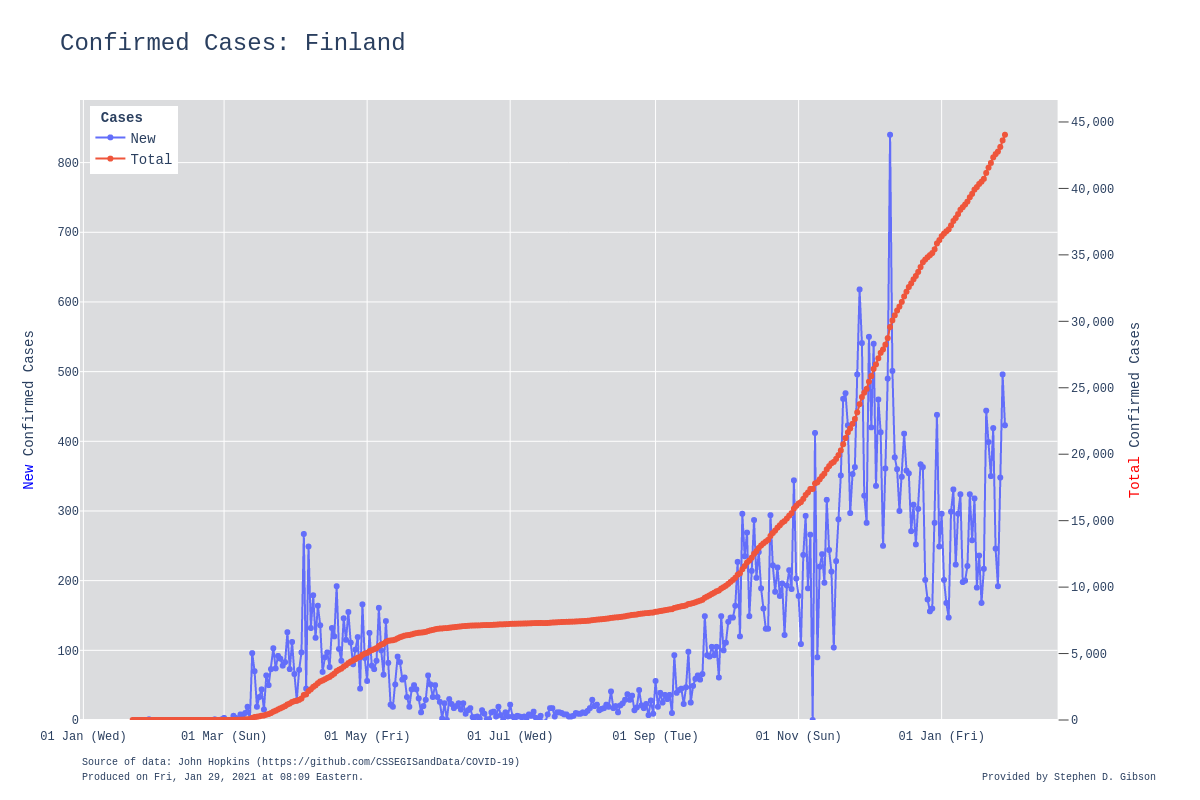 Confirmed Cases: Finland
Cases
New
Total
800
700
600
500
400
300
200
100
0
45,000
40,000
35,000
30,000
25,000
20,000
15,000
10,000
5,000
0
New Confirmed Cases
Total Confirmed Cases
01 Jan (Wed) 01 Mar (Sun) 01 May (Fri) 01 Jul (Wed) 01 Sep (Tue) 01 Nov (Sun) 01 Jan (Fri)
Source of data: John Hopkins (https://github.com/CSSEGISandData/COVID-19)
Produced on Fri, Jan 29, 2021 at 08:09 Eastern.
Provided by Stephen D. Gibson